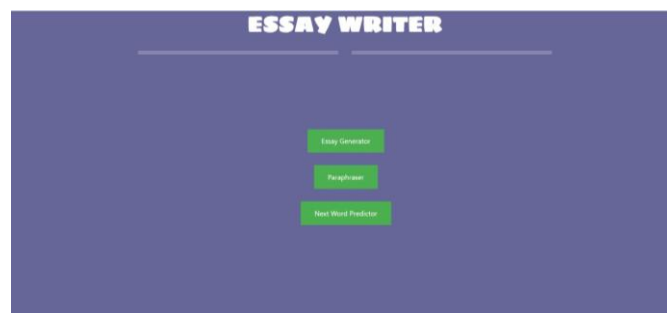 ESSAY WRITER
Essay Generator
Paraphraser
Next Word Predictor